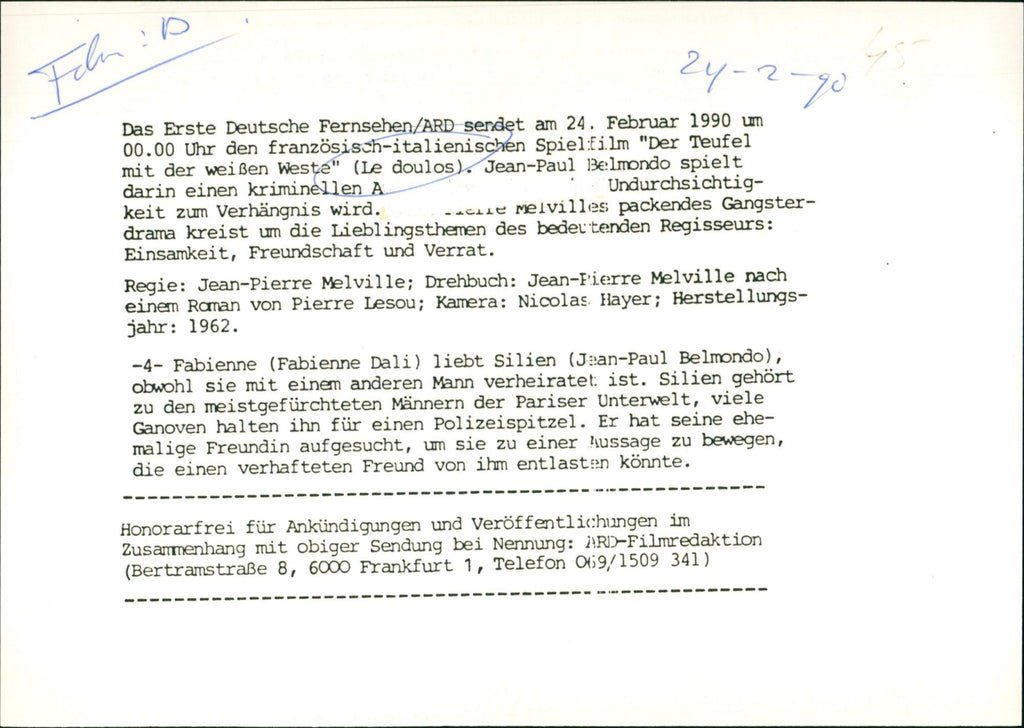 24-2-90
Das Erste Deutsche Fernsehen/ARD sendet am 24. Februar 1990 um
00.00 Uhr den französisch-italienischen Spielfilm "Der Teufel
mit der weißen Weste" (Le doulos). Jean-Paul Belmondo spielt
darin einen kriminellen A Undurchsichtig-
keit zum Verhängnis wird. Melvilles packendes Gangster-
drama kreist um die Lieblingsthemen des bedeutenden Regisseurs:
Einsamkeit, Freundschaft und Verrat.
Regie: Jean-Pierre Melville; Drehbuch: Jean-Pierre Melville nach
einem Roman von Pierre Lesou; Kamera: Nicolas Hayer; Herstellungs-
jahr: 1962.
-4- Fabienne (Fabienne Dali) liebt Silien (Jean-Paul Belmondo),
obwohl sie mit einem anderen Mann verheiratet ist. Silien gehört
zu den meistgefürchteten Männern der Pariser Unterwelt, viele
Ganoven halten ihn für einen Polizeispitzel. Er hat seine ehe-
malige Freundin aufgesucht, um sie zu einer Aussage zu bewegen,
die einen verhafteten Freund von ihm entlasten könnte.
Honorarfrei für Ankündigungen und Veröffentlichungen im
Zusammenhang mit obiger Sendung bei Nennung: ARD-Filmredaktion
(Bertramstraße 8, 6000 Frankfurt 1, Telefon 069/1509 341)